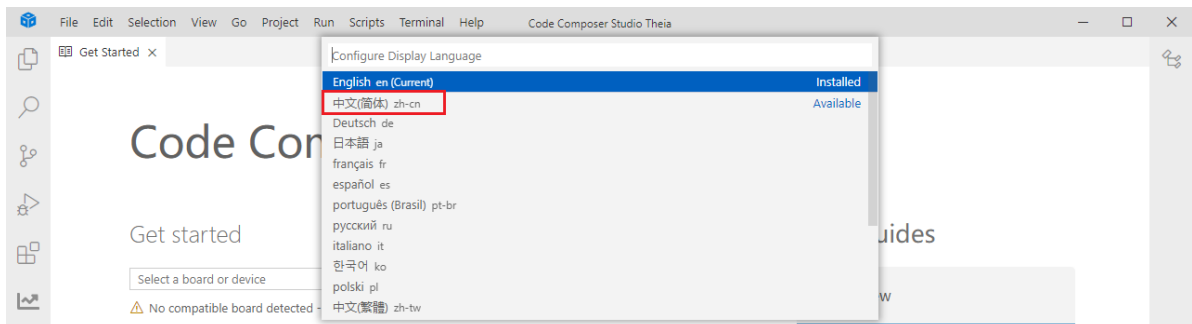 File Edit Selection View Go Project Run Scripts Terminal Help Code Composer Studio Theia
Get Started
Configure Display Language
English en (Current) Installed
中文(简体) zh-cn Available
Deutsch de
日本語 ja
français fr
español es
português (Brasil) pt-br
русский ru
italiano it
한국어 ko
polski pl
中文(繁體) zh-tw
Code Con
Get started
uides
Select a board or device
w
No compatible board detected -